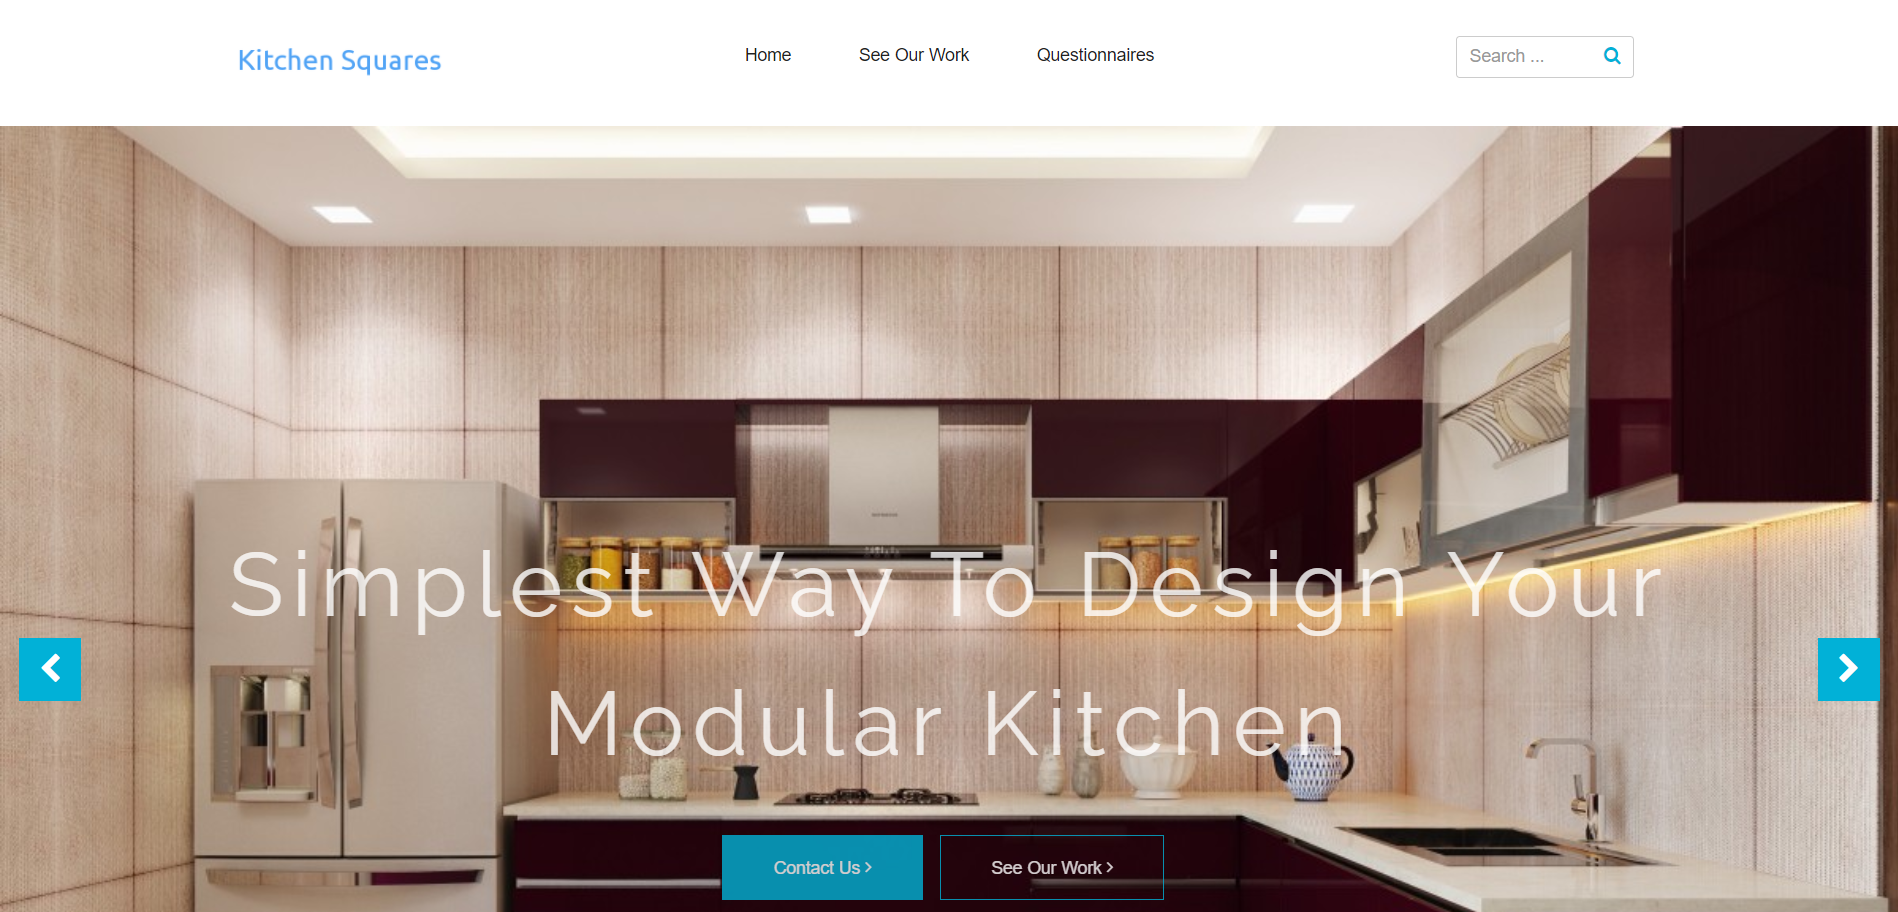 Kitchen Squares
Home
See Our Work
Questionnaires
Search ...
Simplest Way To Design Your
Modular Kitchen
Contact Us
See Our Work